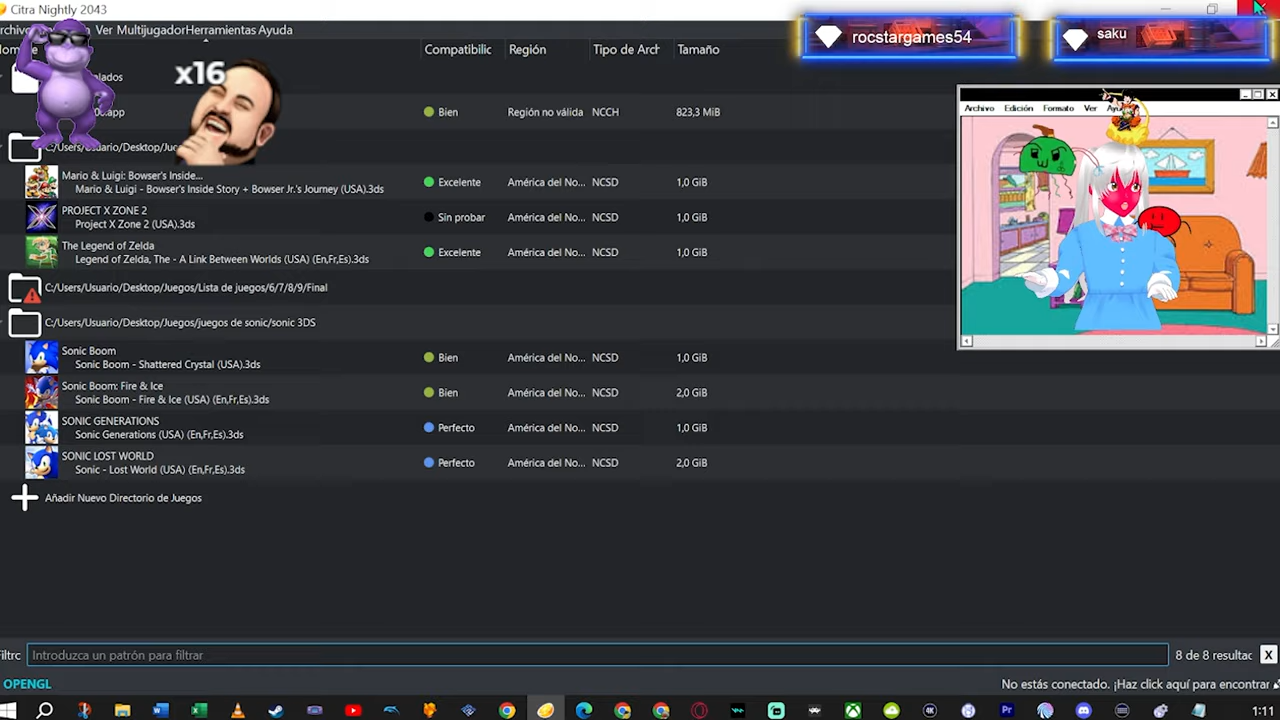 Citra Nightly 2043
Ver MultijugadorHerramientas Ayuda
Compatibilic Región Tipo de Arch Tamaño
x16
Bien Región no válida NCCH 823,3 MiB
Mario & Luigi: Bowser's Inside...
Mario & Luigi - Bowser's Inside Story + Bowser Jr.'s Journey (USA).3ds
Excelente América del No... NCSD 1,0 GiB
PROJECT X ZONE 2
Project X Zone 2 (USA).3ds
Sin probar América del No... NCSD 1,0 GiB
The Legend of Zelda
Legend of Zelda, The - A Link Between Worlds (USA) (En,Fr,Es).3ds
Excelente América del No... NCSD 1,0 GiB
C:/Users/Usuario/Desktop/Juegos/Lista de juegos/6/7/8/9/Final
C:/Users/Usuario/Desktop/Juegos/juegos de sonic/sonic 3DS
Sonic Boom
Sonic Boom - Shattered Crystal (USA).3ds
Bien América del No... NCSD 1,0 GiB
Sonic Boom: Fire & Ice
Sonic Boom - Fire & Ice (USA) (En,Fr,Es).3ds
Bien América del No... NCSD 2,0 GiB
SONIC GENERATIONS
Sonic Generations (USA) (En,Fr,Es).3ds
Perfecto América del No... NCSD 1,0 GiB
SONIC LOST WORLD
Sonic - Lost World (USA) (En,Fr,Es).3ds
Perfecto América del No... NCSD 2,0 GiB
Añadir Nuevo Directorio de Juegos
rocstargames54
saku
Archivo Edición Formato Ver
Introduzca un patrón para filtrar
8 de 8 resultac X
OPENGL
No estás conectado. ¡Haz click aquí para encontrar
1:11